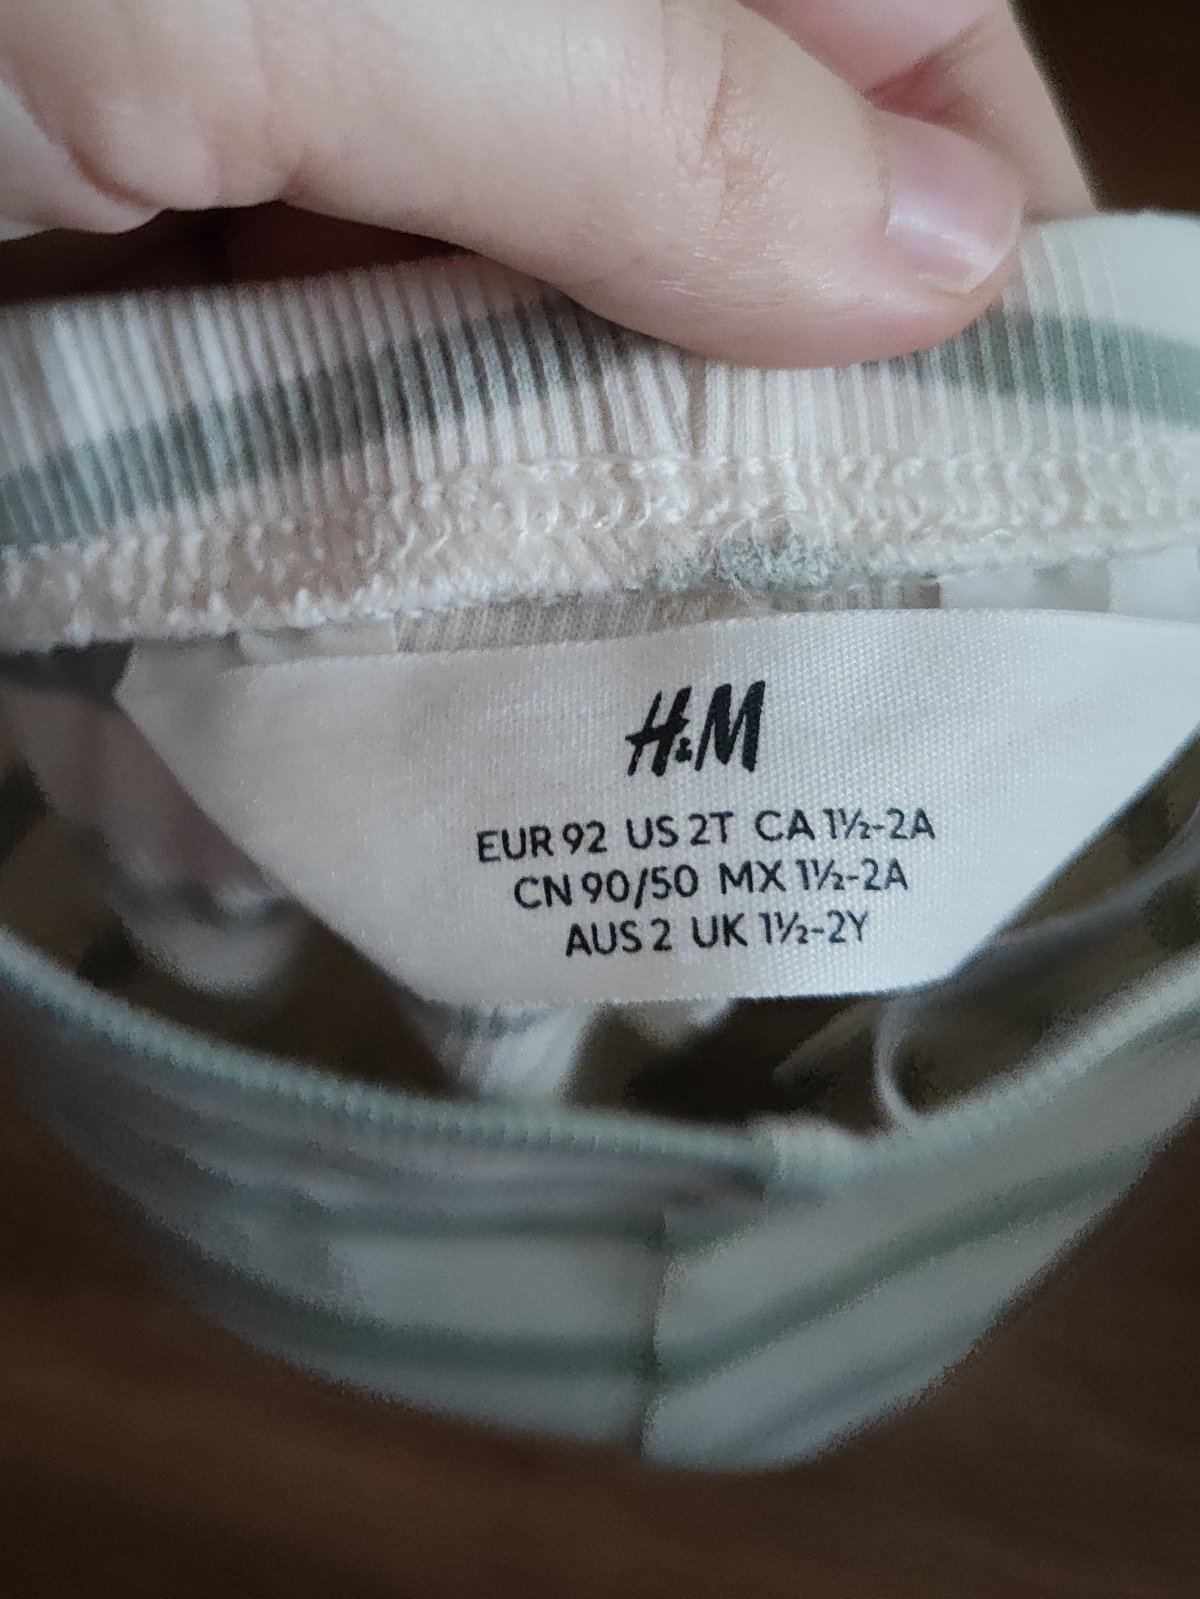 H&M
EUR 92 US 2T CA 1½-2A
CN 90/50 MX 1½-2A
AUS 2 UK 1½-2Y